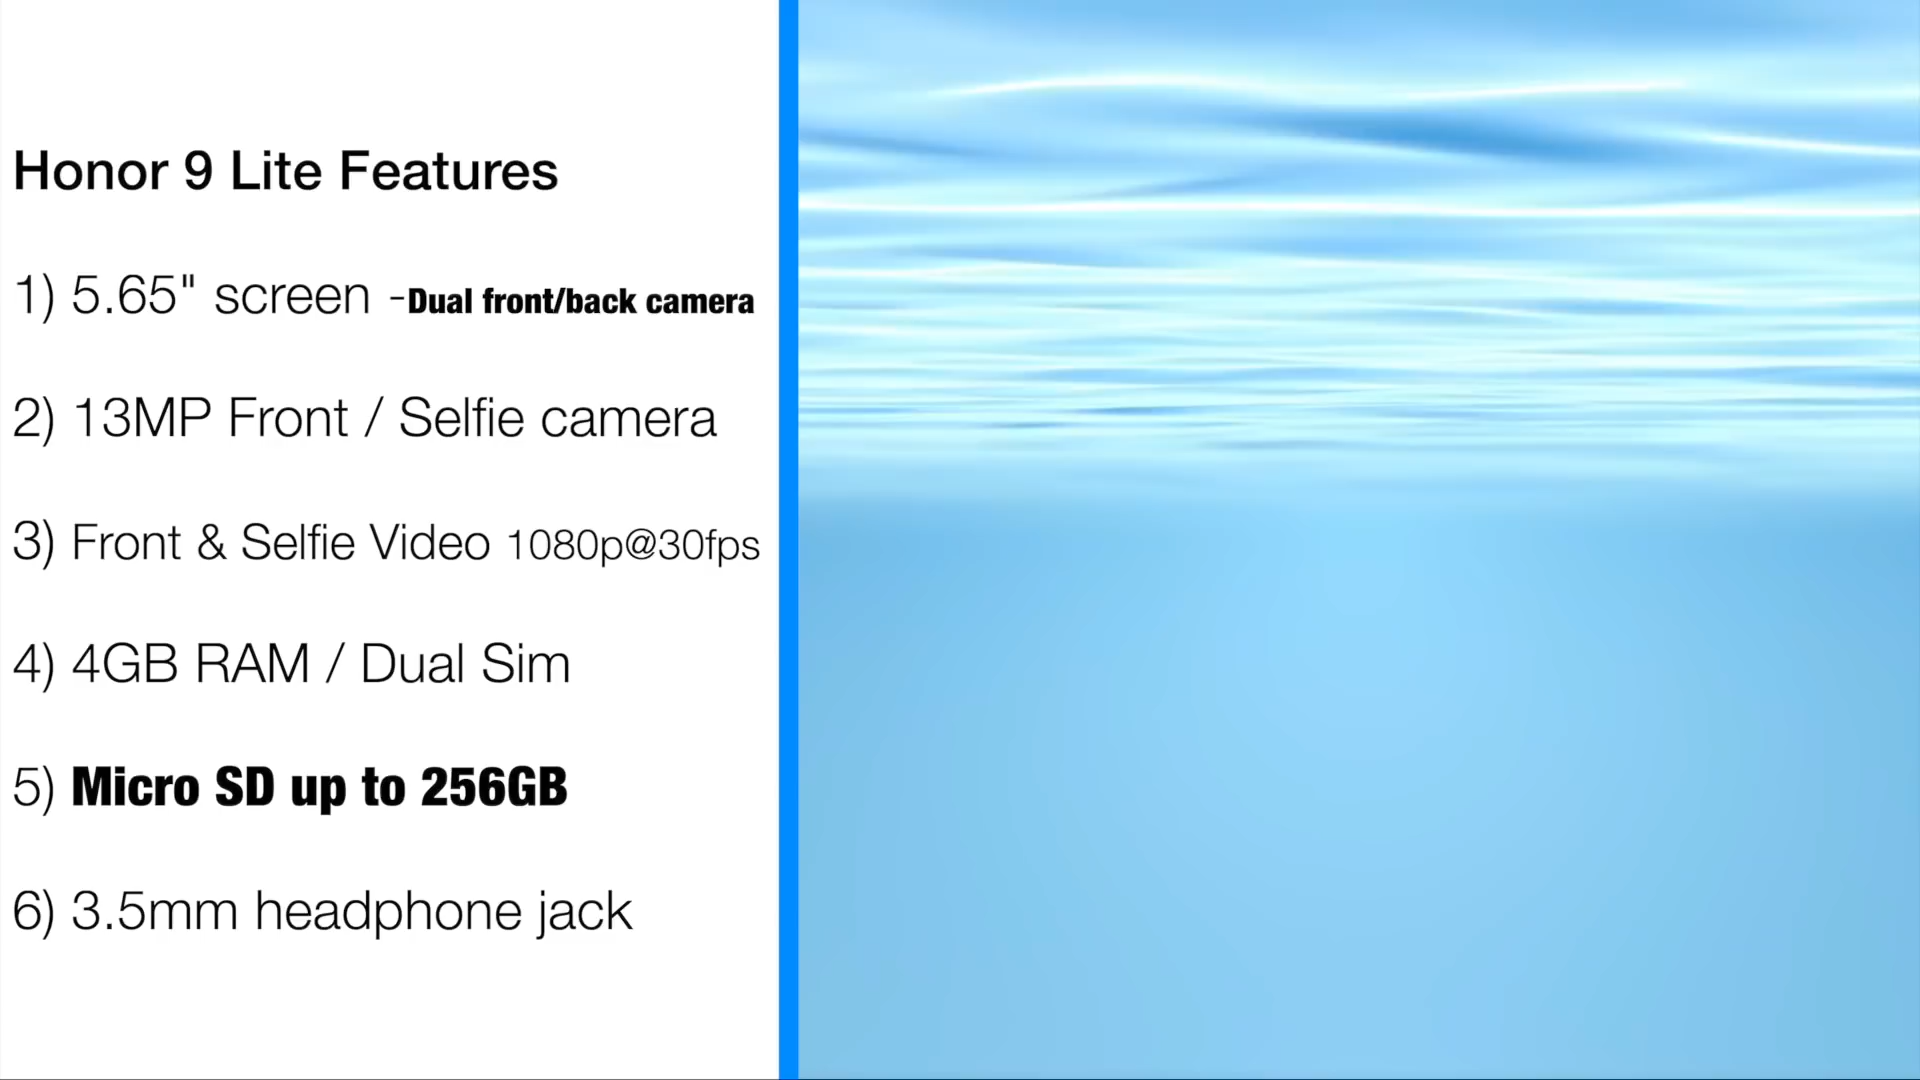 Honor 9 Lite Features
1) 5.65" screen -Dual front/back camera
2) 13MP Front / Selfie camera
3) Front & Selfie Video 1080p@30fps
4) 4GB RAM / Dual Sim
5) Micro SD up to 256GB
6) 3.5mm headphone jack